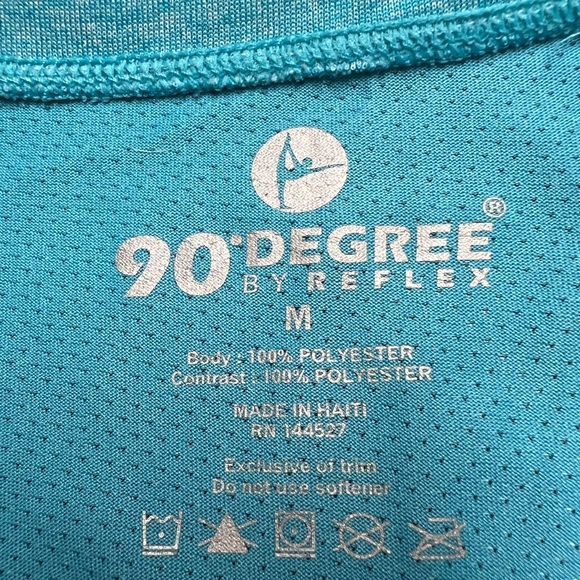 90° DEGREE®
BY REFLEX
M
Body : 100% POLYESTER
Contrast : 100% POLYESTER
MADE IN HAITI
RN 144527
Exclusive of trim
Do not use softener